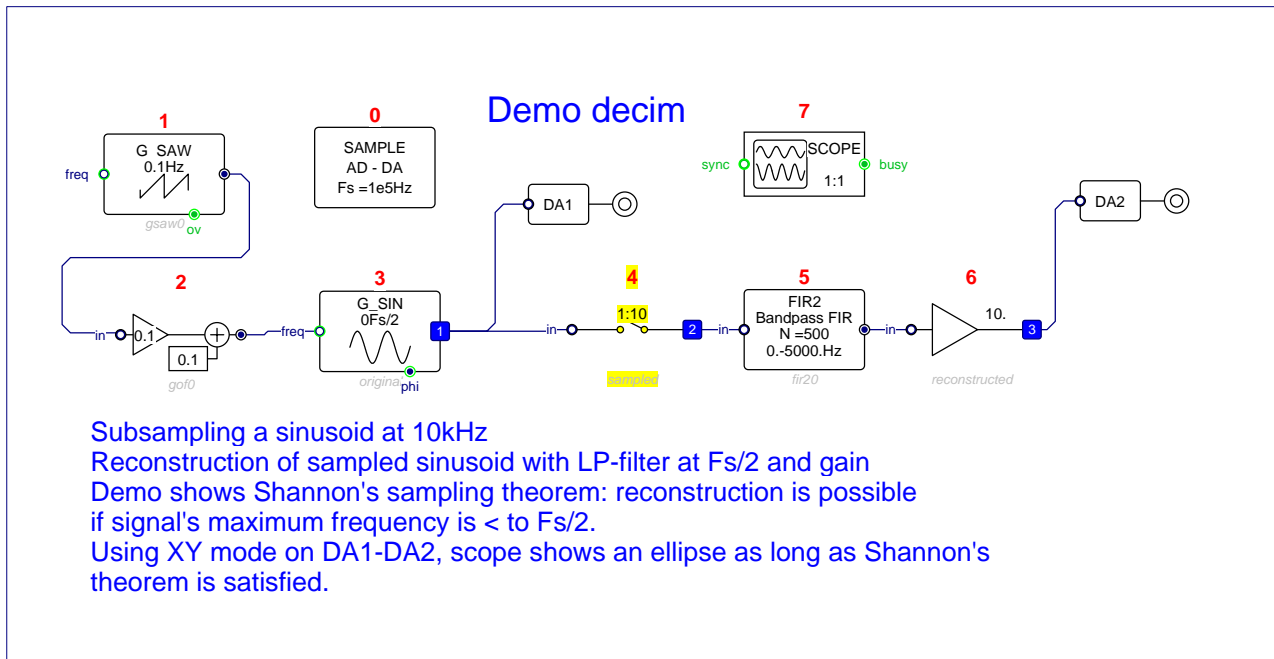 Demo decim
1
G_SAW
0.1Hz
freq
gsaw0
ov
0
SAMPLE
AD - DA
Fs =1e5Hz
7
sync
SCOPE
1:1
busy
DA1
DA2
2
in
0.1
0.1
gof0
3
G_SIN
0Fs/2
freq
1
original
phi
4
1:10
in
2
sampled
5
FIR2
Bandpass FIR
N =500
0.-5000.Hz
in
fir20
6
in
10.
3
reconstructed
Subsampling a sinusoid at 10kHz
Reconstruction of sampled sinusoid with LP-filter at Fs/2 and gain
Demo shows Shannon's sampling theorem: reconstruction is possible
if signal's maximum frequency is < to Fs/2.
Using XY mode on DA1-DA2, scope shows an ellipse as long as Shannon's
theorem is satisfied.